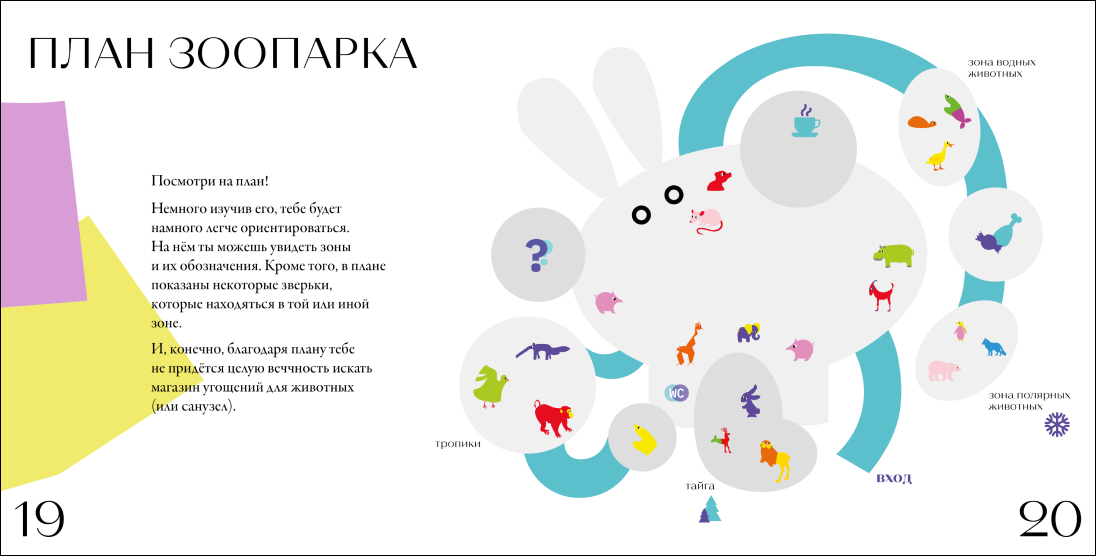 ПЛАН ЗООПАРКА
Посмотри на план!
Немного изучив его, тебе будет
намного легче ориентироваться.
На нём ты можешь увидеть зоны
и их обозначения. Кроме того, в плане
показаны некоторые зверьки,
которые находяться в той или иной
зоне.
И, конечно, благодаря плану тебе
не придётся целую веччность искать
магазин угощений для животных
(или санузел).
19
зона водных
животных
?
зона полярных
животных
WC
тропики
вход
тайга
20